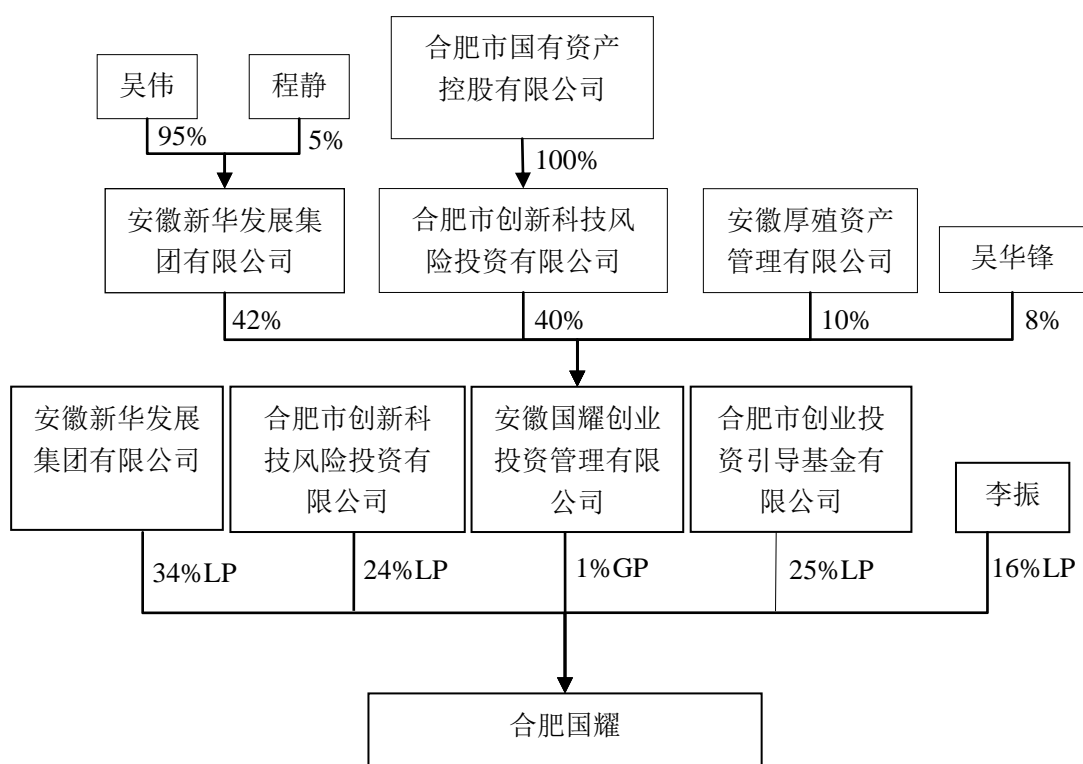 合肥市国有资产
控股有限公司
吴伟
程静
95%
5%
100%
安徽新华发展集
团有限公司
合肥市创新科技风
险投资有限公司
安徽厚殖资产
管理有限公司
吴华锋
42%
40%
10%
8%
安徽新华发展
集团有限公司
合肥市创新科
技风险投资有
限公司
安徽国耀创业
投资管理有限
公司
合肥市创业投
资引导基金有
限公司
李振
34%LP
24%LP
1%GP
25%LP
16%LP
合肥国耀